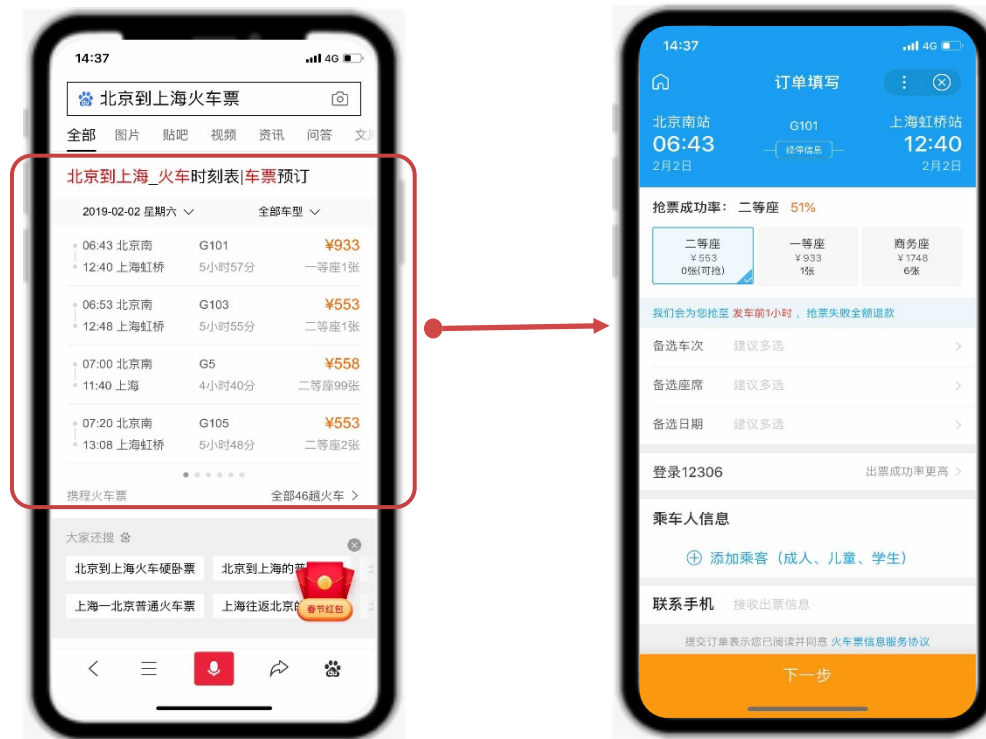 14:37
4G
北京到上海火车票
全部 图片 贴吧 视频 资讯 问答
北京到上海_火车时刻表|车票预订
2019-02-02 星期六 全部车型
06:43 北京南 G101 ¥933
12:40 上海虹桥 5小时57分 一等座1张
06:53 北京南 G103 ¥553
12:48 上海虹桥 5小时55分 二等座1张
07:00 北京南 G5 ¥558
11:40 上海 4小时40分 二等座99张
07:20 北京南 G105 ¥553
13:08 上海虹桥 5小时48分 二等座2张
携程火车票 全部46趟火车 >
大家还搜
北京到上海火车硬卧票 北京到上海的
上海一北京普通火车票 上海往返北京
春节红包
14:37
4G
订单填写
北京南站 G101 上海虹桥站
06:43 经停信息 12:40
2月2日 2月2日
抢票成功率： 二等座 51%
二等座 一等座 商务座
¥553 ¥933 ¥1748
0张(可抢) 1张 6张
我们会为您抢至 发车前1小时 ，抢票失败全额退款
备选车次 建议多选 >
备选座席 建议多选 >
备选日期 建议多选 >
登录12306 出票成功率更高 >
乘车人信息
添加乘客（成人、儿童、学生）
联系手机 接收出票信息
提交订单表示您已阅读并同意 火车票信息服务协议
下一步